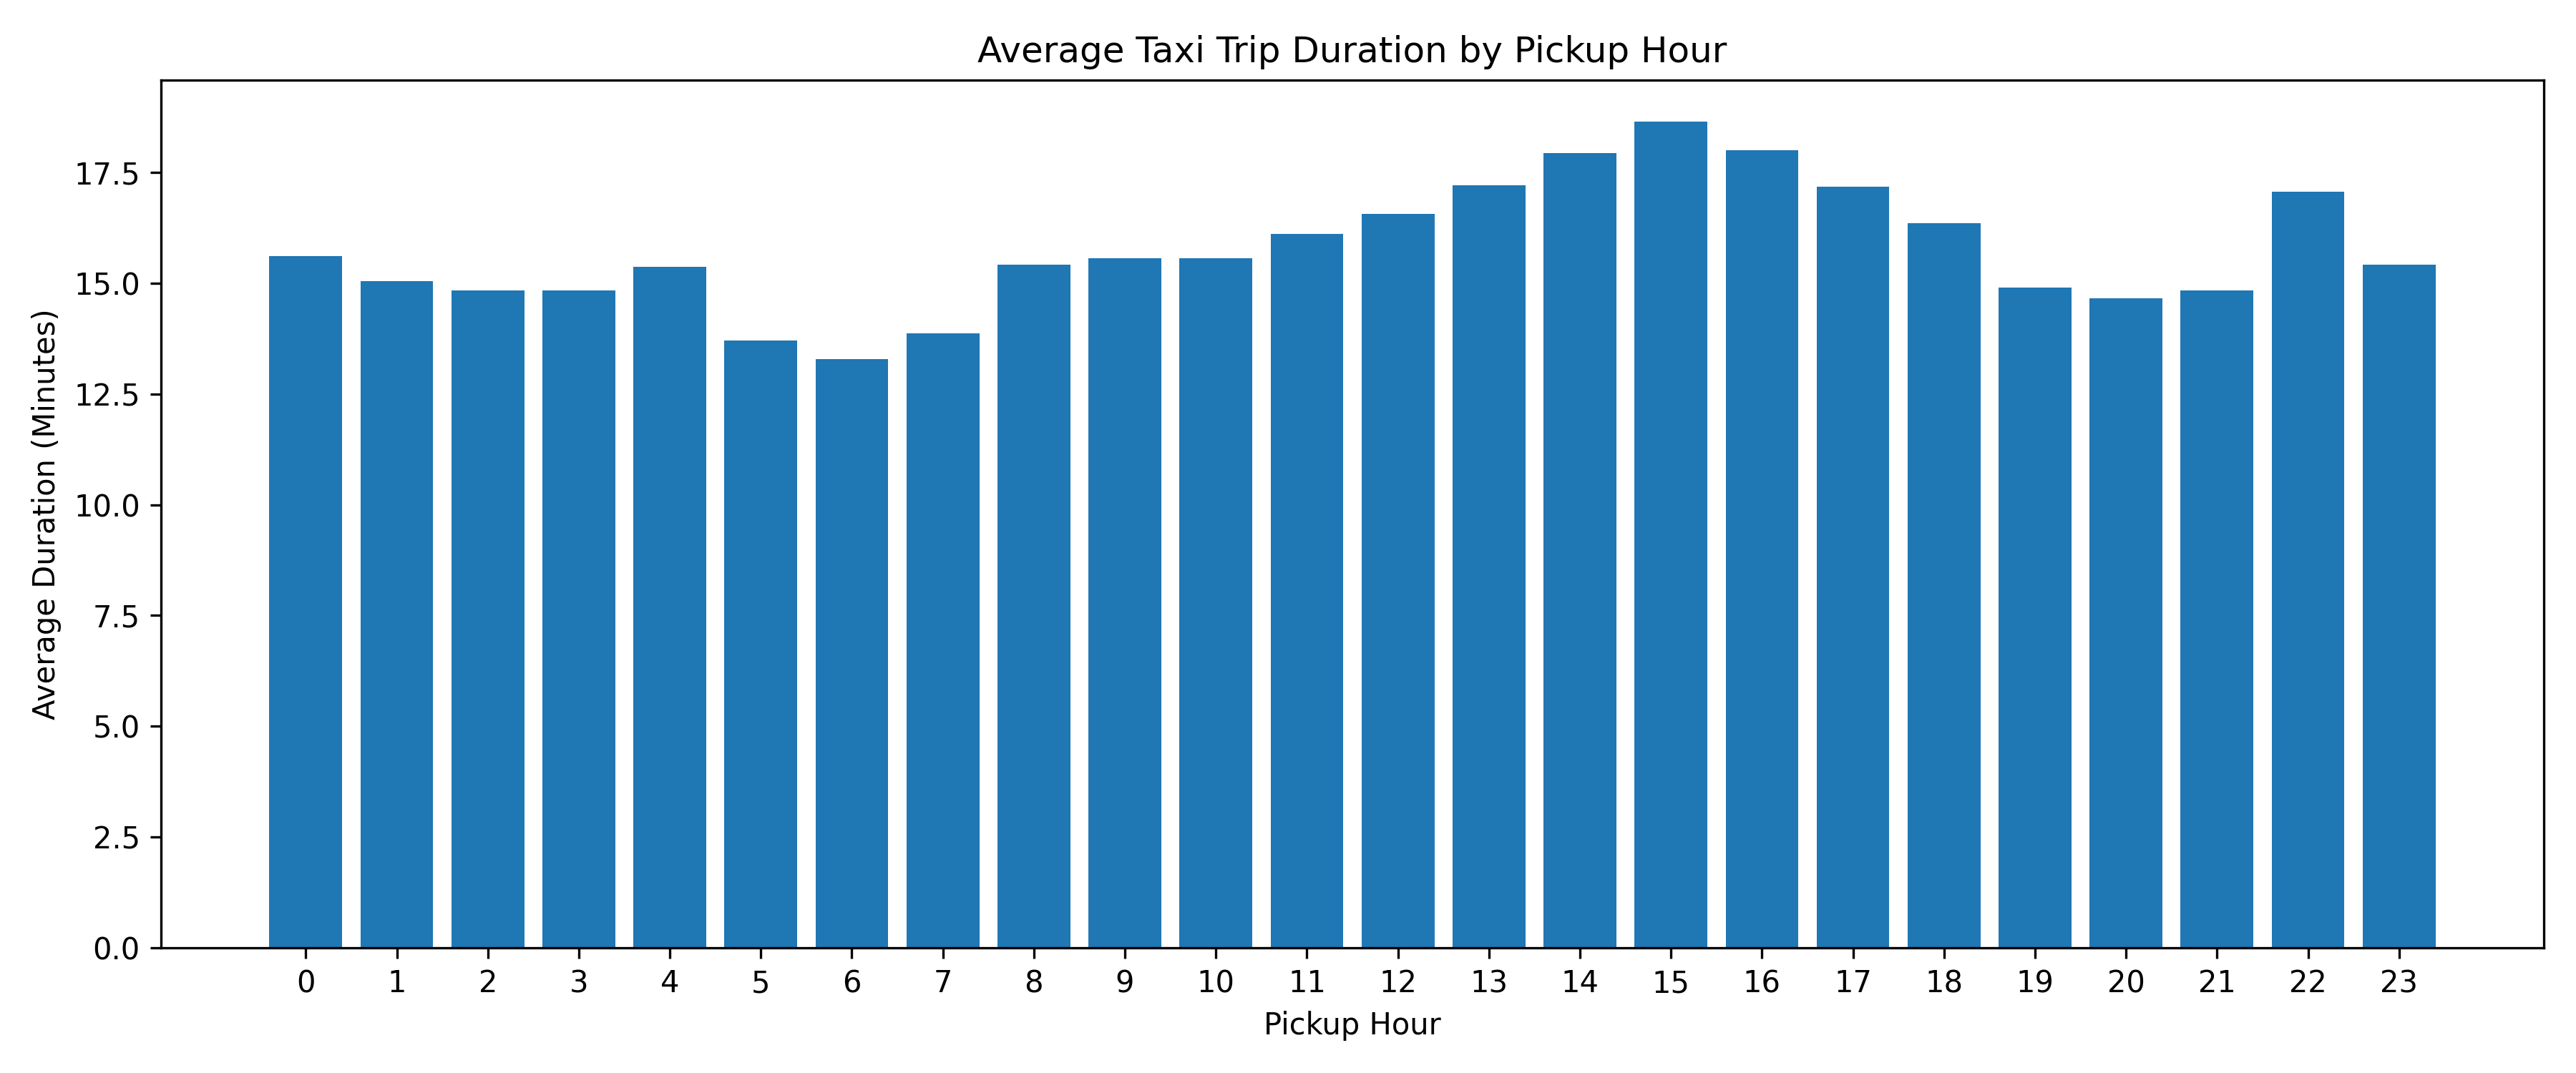 Average Taxi Trip Duration by Pickup Hour
Average Duration (Minutes)
17.5
15.0
12.5
10.0
7.5
5.0
2.5
0.0
0 1 2 3 4 5 6 7 8 9 10 11 12 13 14 15 16 17 18 19 20 21 22 23
Pickup Hour